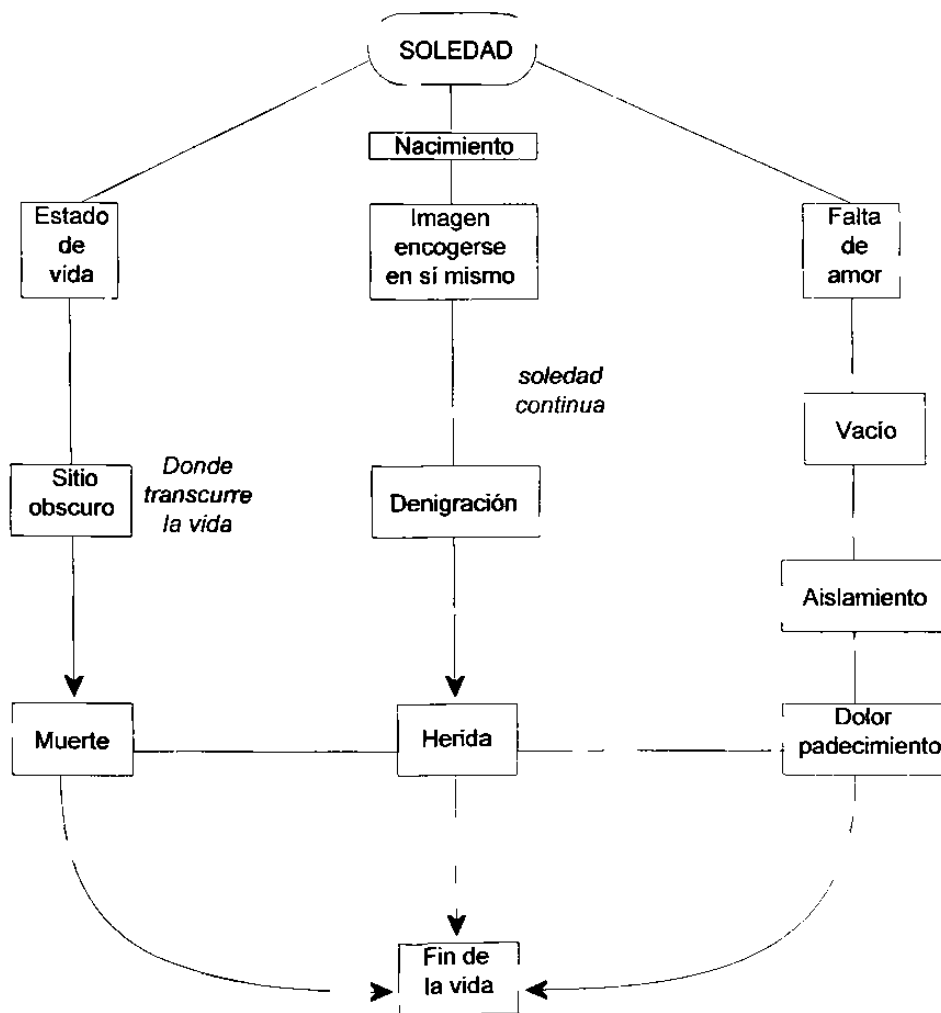 SOLEDAD
Nacimiento
Estado
de
vida
Imagen
encogerse
en sí mismo
Falta
de
amor
soledad
continua
Vacío
Sitio
obscuro
Donde
transcurre
la vida
Denigración
Aislamiento
Muerte
Herida
Dolor
padecimiento
Fin de
la vida